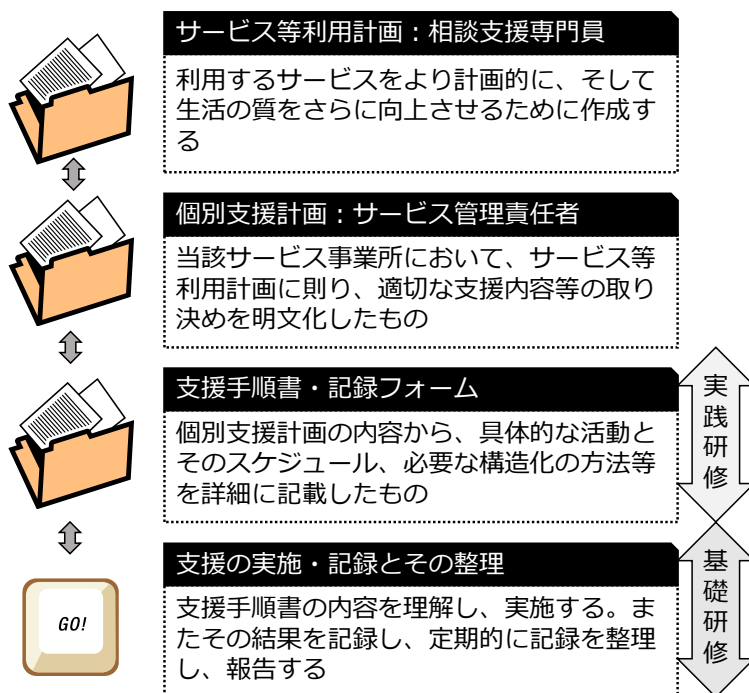 サービス等利用計画：相談支援専門員
利用するサービスをより計画的に、そして
生活の質をさらに向上させるために作成す
る
個別支援計画：サービス管理責任者
当該サービス事業所において、サービス等
利用計画に則り、適切な支援内容等の取り
決めを明文化したもの
支援手順書・記録フォーム
個別支援計画の内容から、具体的な活動と
そのスケジュール、必要な構造化の方法等
を詳細に記載したもの
実践研修
支援の実施・記録とその整理
支援手順書の内容を理解し、実施する。ま
たその結果を記録し、定期的に記録を整理
し、報告する
基礎研修
GO!